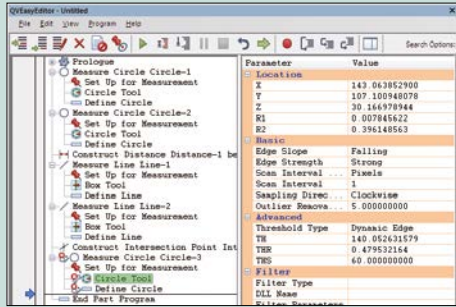 QVEasyEditor - Untitled
File Edit View Program Help
Search Options:
Prologue
Measure Circle Circle-1
Set Up for Measurement
Circle Tool
Define Circle
Measure Circle Circle-2
Set Up for Measurement
Circle Tool
Define Circle
Construct Distance Distance-1 be
Measure Line Line-1
Set Up for Measurement
Box Tool
Define Line
Measure Line Line-2
Set Up for Measurement
Box Tool
Define Line
Construct Intersection Point Int
Measure Circle Circle-3
Set Up for Measurement
Circle Tool
Define Circle
End Part Program
Parameter Value
Location
X 143.063852900
Y 107.100948078
Z 30.166978944
R1 0.007845622
R2 0.396148563
Basic
Edge Slope Falling
Edge Strength Strong
Scan Interval ... Pixels
Scan Interval 1
Sampling Direc... Clockwise
Outlier Remova... 5.000000000
Advanced
Threshold Type Dynamic Edge
TH 140.052631579
THR 0.479532164
THS 60.000000000
Filter
Filter Type
DLL Name
Filter Parameters